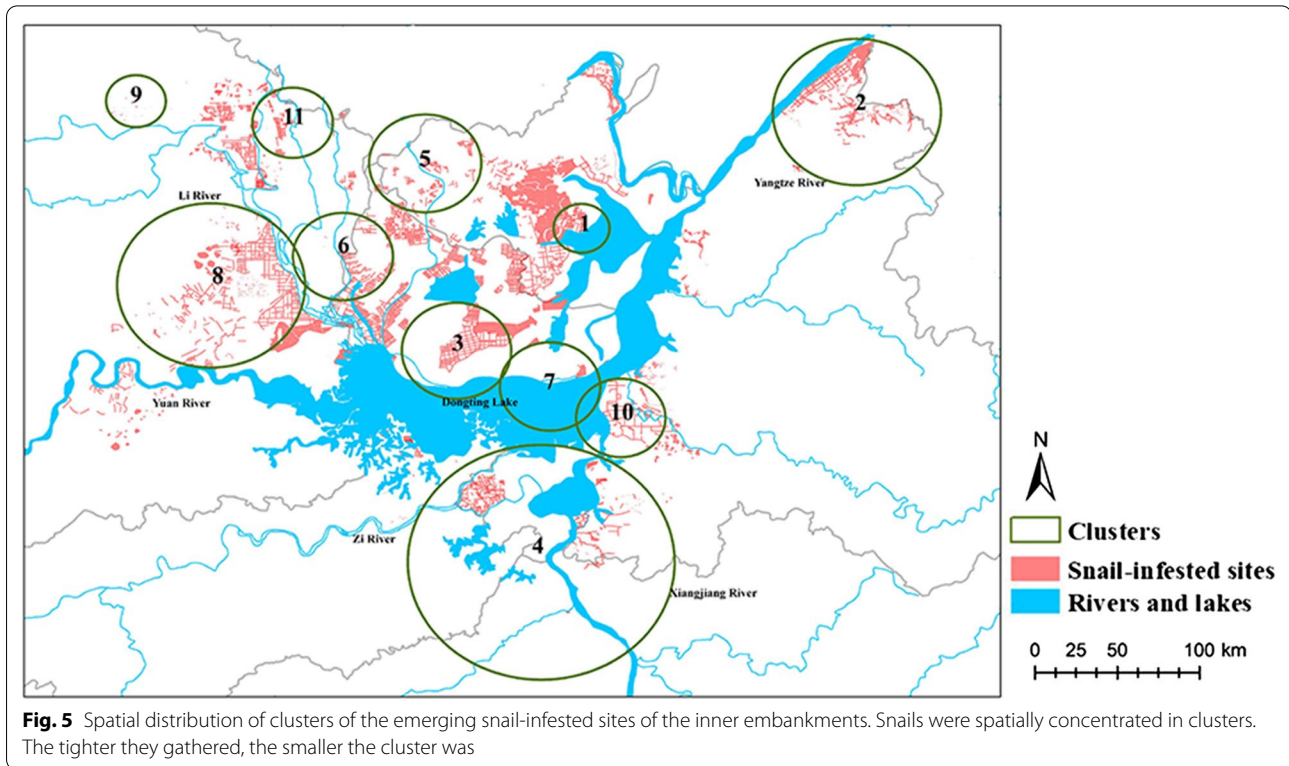 9
11
2
5
Yangtze River
Li River
1
6
8
3
7
Yuan River
Dongting Lake
10
N
Zi River
4
Xiangjiang River
Clusters
Snail-infested sites
Rivers and lakes
0 25 50 100 km
Fig. 5 Spatial distribution of clusters of the emerging snail-infested sites of the inner embankments. Snails were spatially concentrated in clusters.
The tighter they gathered, the smaller the cluster was